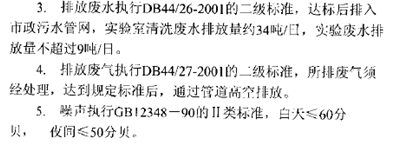 3. 排放废水执行DB44/26-2001的二级标准，达标后排入
市政污水管网，实验室清洗废水排放量约34吨/日，实验废水排
放量不超过9吨/日。
4. 排放废气执行DB44/27-2001的二级标准，所排废气须
经处理，达到规定标准后，通过管道高空排放。
5. 噪声执行GB12348－90的Ⅱ类标准，白天≤60分
贝， 夜间≤50分贝。